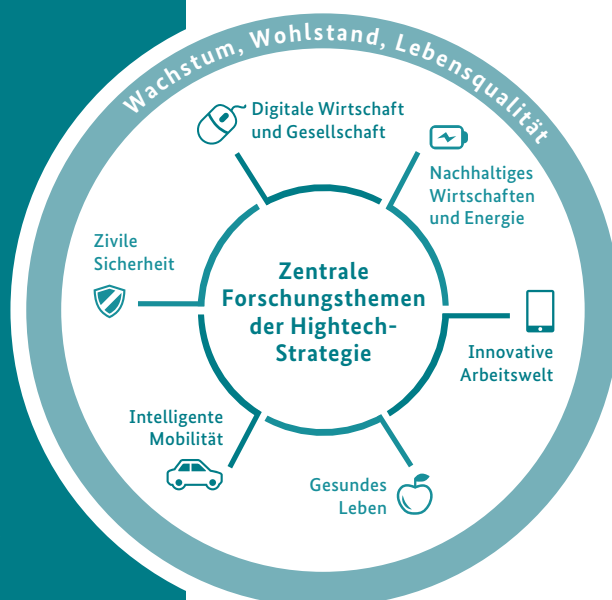 Wachstum, Wohlstand, Lebensqualität
Digitale Wirtschaft
und Gesellschaft
Nachhaltiges
Wirtschaften
und Energie
Zivile
Sicherheit
Zentrale
Forschungsthemen
der Hightech-
Strategie
Innovative
Arbeitswelt
Intelligente
Mobilität
Gesundes
Leben